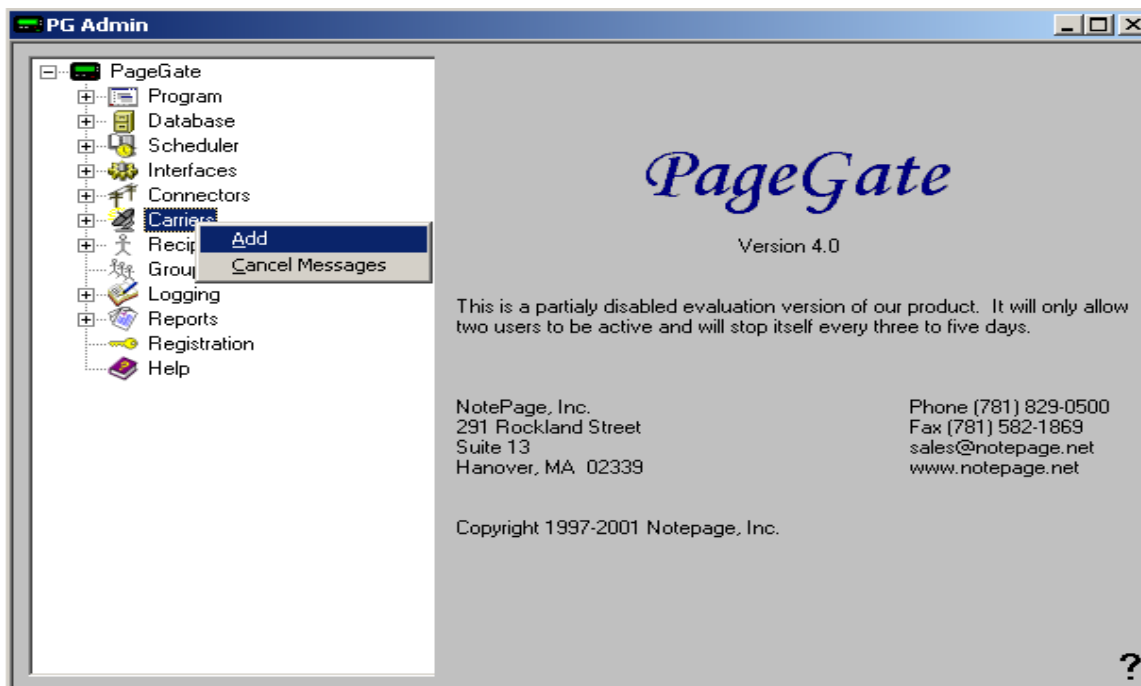 PG Admin
PageGate
Program
Database
Scheduler
Interfaces
Connectors
Carriers
Add
Recip
Cancel Messages
Group
Logging
Reports
Registration
Help
PageGate
Version 4.0
This is a partialy disabled evaluation version of our product. It will only allow
two users to be active and will stop itself every three to five days.
NotePage, Inc.
291 Rockland Street
Suite 13
Hanover, MA 02339
Phone (781) 829-0500
Fax (781) 582-1869
sales@notepage.net
www.notepage.net
Copyright 1997-2001 Notepage, Inc.
?